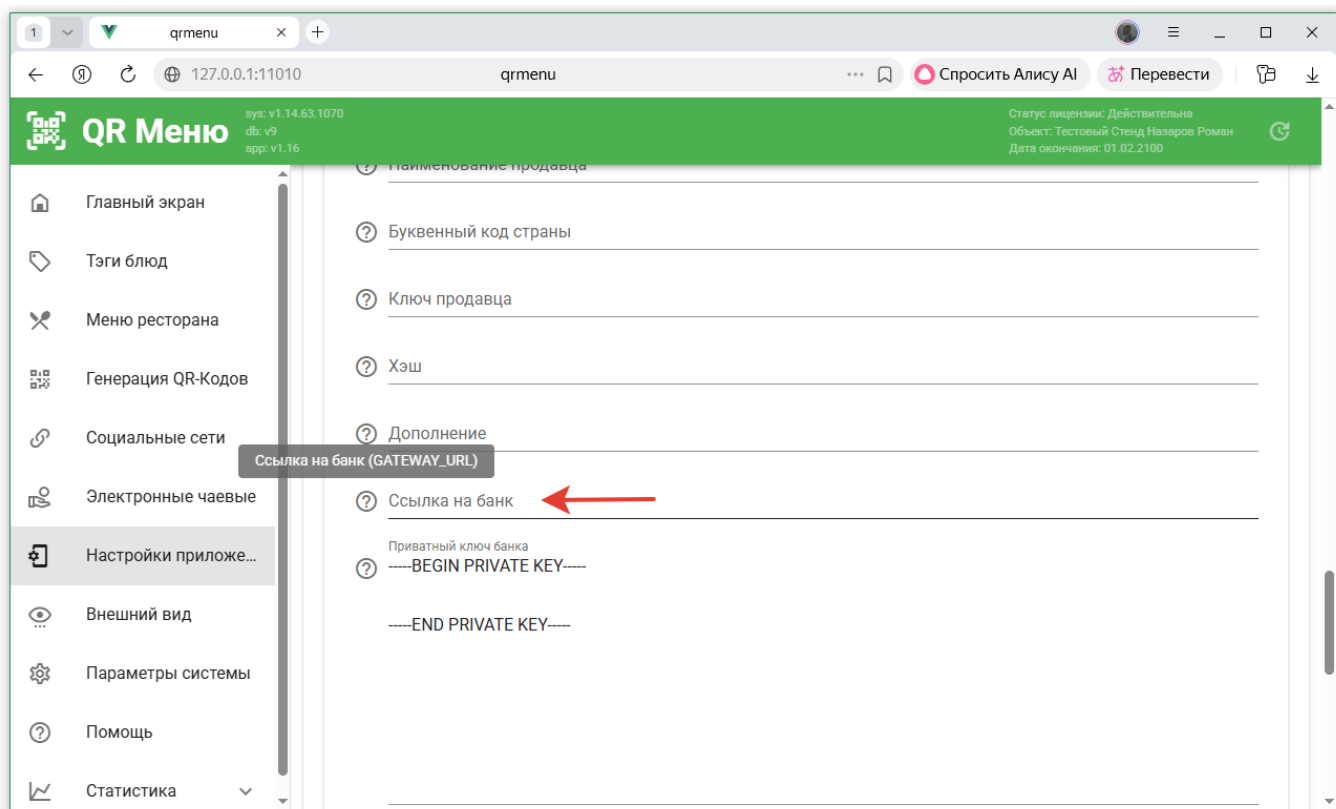 1
qrmenu
127.0.0.1:11010
qrmenu
Спросить Алису AI
Перевести
QR Меню
sys: v1.14.63.1070
db: v9
app: v1.16
Статус лицензии: Действительна
Объект: Тестовый Стенд Назаров Роман
Дата окончания: 01.02.2100
Главный экран
Тэги блюд
Меню ресторана
Генерация QR-Кодов
Социальные сети
Электронные чаевые
Настройки приложе...
Внешний вид
Параметры системы
Помощь
Статистика
Наименование продавца
Буквенный код страны
Ключ продавца
Хэш
Дополнение
Ссылка на банк (GATEWAY_URL)
Ссылка на банк
Приватный ключ банка
-----BEGIN PRIVATE KEY-----
-----END PRIVATE KEY-----